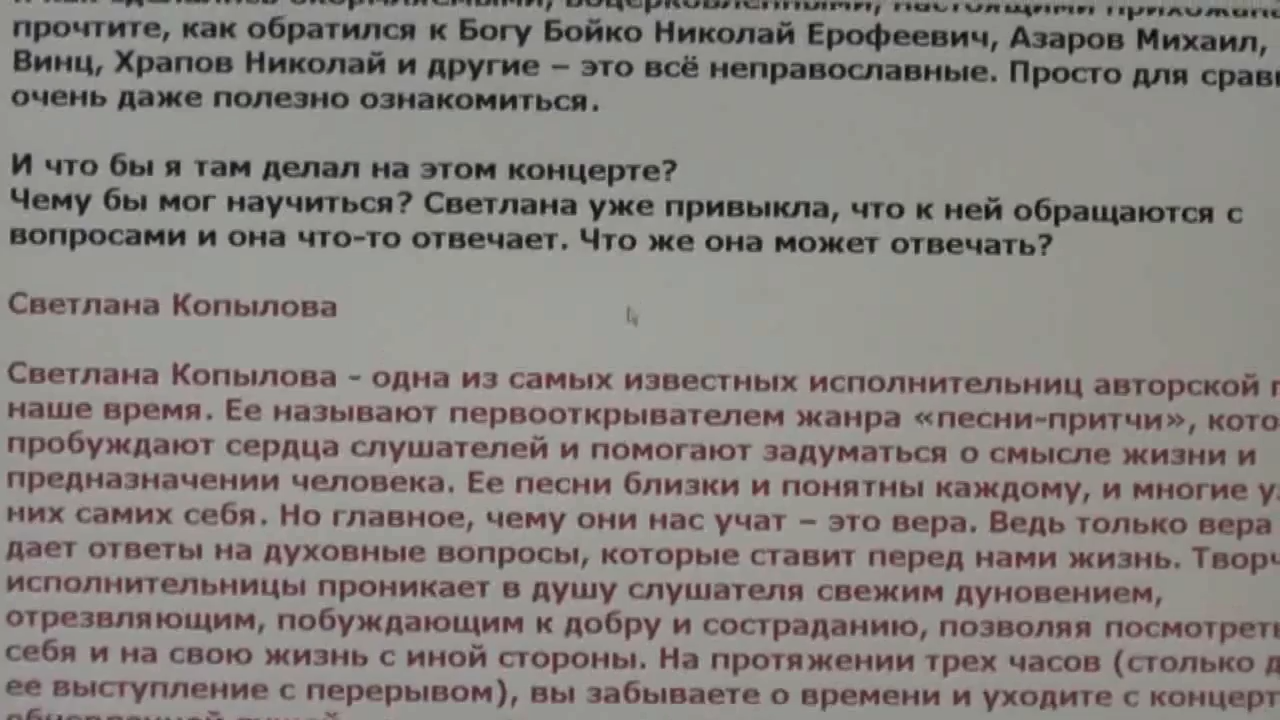 прочтите, как обратился к Богу Бойко Николай Ерофеевич, Азаров Михаил,
Винц, Храпов Николай и другие – это всё неправославные. Просто для
очень даже полезно ознакомиться.
И что бы я там делал на этом концерте?
Чему бы мог научиться? Светлана уже привыкла, что к ней обращаются с
вопросами и она что-то отвечает. Что же она может отвечать?
Светлана Копылова
Светлана Копылова - одна из самых известных исполнительниц авторской
наше время. Ее называют первооткрывателем жанра «песни-притчи»,
пробуждают сердца слушателей и помогают задуматься о смысле жизни и
предназначении человека. Ее песни близки и понятны каждому, и многие
них самих себя. Но главное, чему они нас учат – это вера. Ведь только вера
дает ответы на духовные вопросы, которые ставит перед нами жизнь.
исполнительницы проникает в душу слушателя свежим дуновением,
отрезвляющим, побуждающим к добру и состраданию, позволяя
себя и на свою жизнь с иной стороны. На протяжении трех часов (столько
ее выступление с перерывом), вы забываете о времени и уходите с